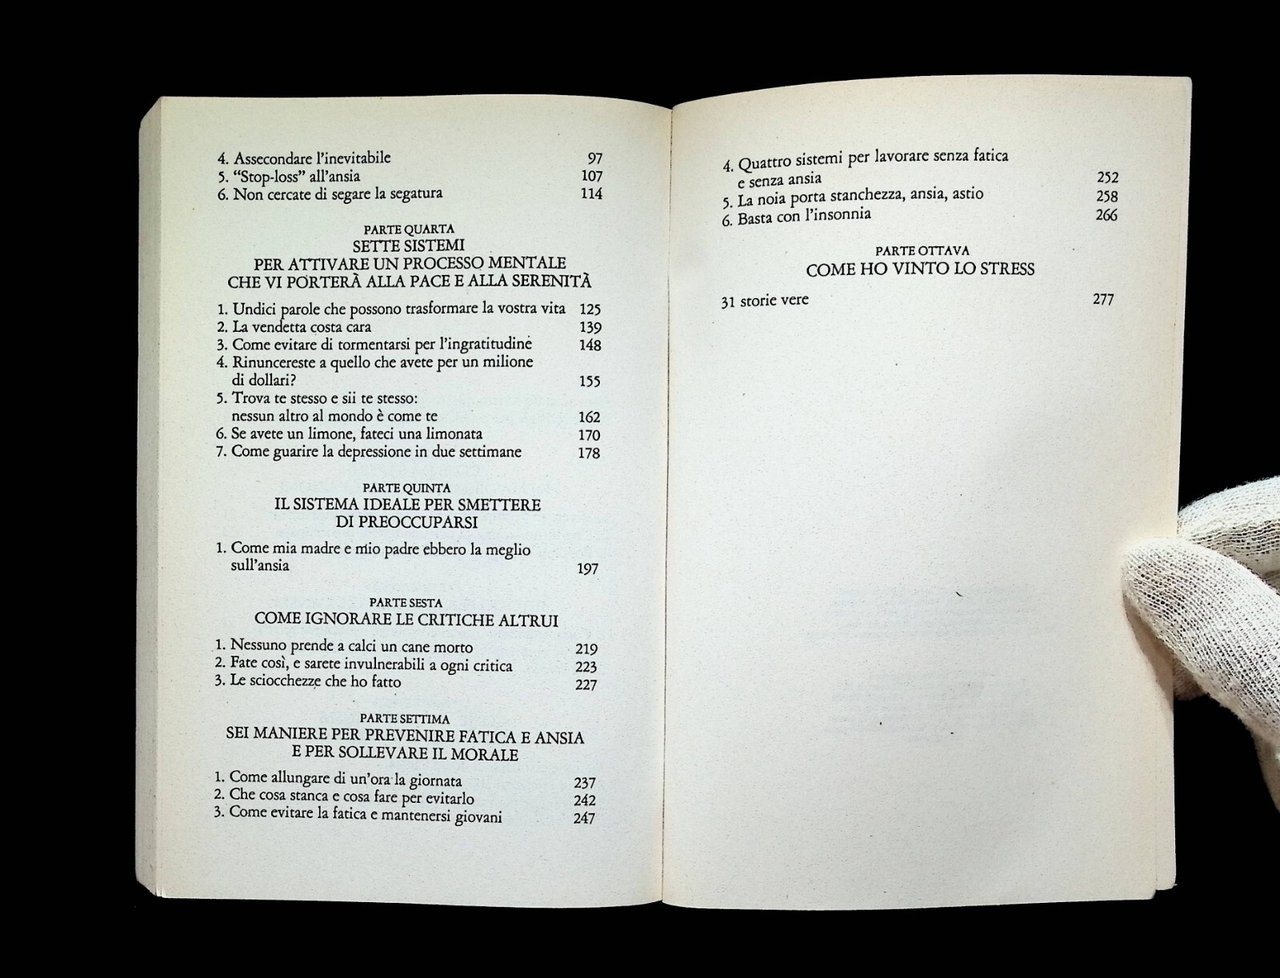 4. Assecondare l'inevitabile 97
5. “Stop-loss” all'ansia 107
6. Non cercate di segare la segatura 114
PARTE QUARTA
SETTE SISTEMI
PER ATTIVARE UN PROCESSO MENTALE
CHE VI PORTERÀ ALLA PACE E ALLA SERENITÀ
1. Undici parole che possono trasformare la vostra vita 125
2. La vendetta costa cara 139
3. Come evitare di tormentarsi per l'ingratitudine 148
4. Rinuncereste a quello che avete per un milione
di dollari? 155
5. Trova te stesso e sii te stesso:
nessun altro al mondo è come te 162
6. Se avete un limone, fateci una limonata 170
7. Come guarire la depressione in due settimane 178
PARTE QUINTA
IL SISTEMA IDEALE PER SMETTERE
DI PREOCCUPARSI
1. Come mia madre e mio padre ebbero la meglio
sull'ansia 197
PARTE SESTA
COME IGNORARE LE CRITICHE ALTRUI
1. Nessuno prende a calci un cane morto 219
2. Fate così, e sarete invulnerabili a ogni critica 223
3. Le sciocchezze che ho fatto 227
PARTE SETTIMA
SEI MANIERE PER PREVENIRE FATICA E ANSIA
E PER SOLLEVARE IL MORALE
1. Come allungare di un'ora la giornata 237
2. Che cosa stanca e cosa fare per evitarlo 242
3. Come evitare la fatica e mantenersi giovani 247
4. Quattro sistemi per lavorare senza fatica
e senza ansia 252
5. La noia porta stanchezza, ansia, astio 258
6. Basta con l'insonnia 266
PARTE OTTAVA
COME HO VINTO LO STRESS
31 storie vere 277